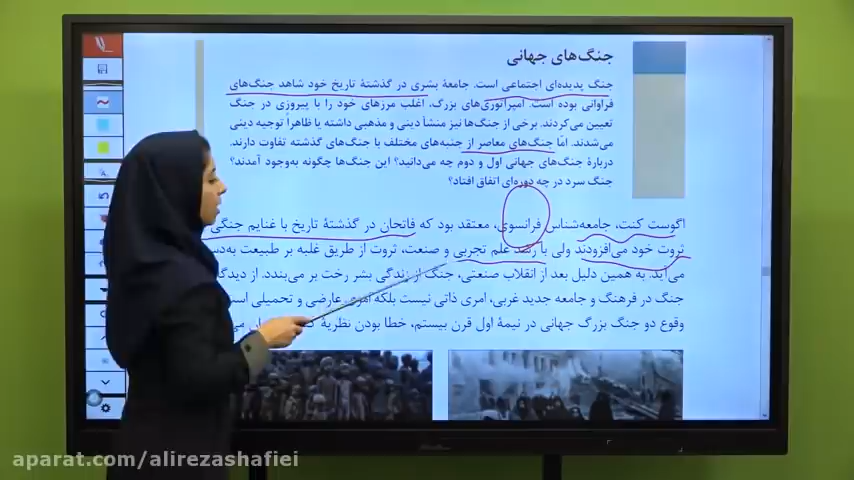 جنگ‌های جهانی
جنگ پدیده‌ای اجتماعی است. جامعهٔ بشری در گذشتهٔ تاریخ خود شاهد جنگ‌های
فراوانی بوده است. امپراتوری‌های بزرگ، اغلب مرزهای خود را با پیروزی در جنگ
تعیین می‌کردند. برخی از جنگ‌ها نیز منشأ دینی و مذهبی داشته یا ظاهراً توجیه دینی
می‌شدند. امّا جنگ‌های معاصر از جنبه‌های مختلف با جنگ‌های گذشته تفاوت دارند.
دربارهٔ جنگ‌های جهانی اول و دوم چه می‌دانید؟ این جنگ‌ها چگونه به‌وجود آمدند؟
جنگ سرد در چه دوره‌ای اتفاق افتاد؟
اگوست کنت، جامعه‌شناس فرانسوی، معتقد بود که فاتحان در گذشتهٔ تاریخ با غنایم جنگی
ثروت خود می‌افزودند ولی با رشد علم تجربی و صنعت، ثروت از طریق غلبه بر طبیعت
می‌آید. به همین دلیل بعد از انقلاب صنعتی، جنگ از زندگی بشر رخت بر می‌بندد. از
جنگ در فرهنگ و جامعه جدید غربی، امری ذاتی نیست بلکه امری عارضی و تحمیلی
وقوع دو جنگ بزرگ جهانی در نیمهٔ اول قرن بیستم، خطا بودن نظریهٔ
aparat.com/alirezashafiei